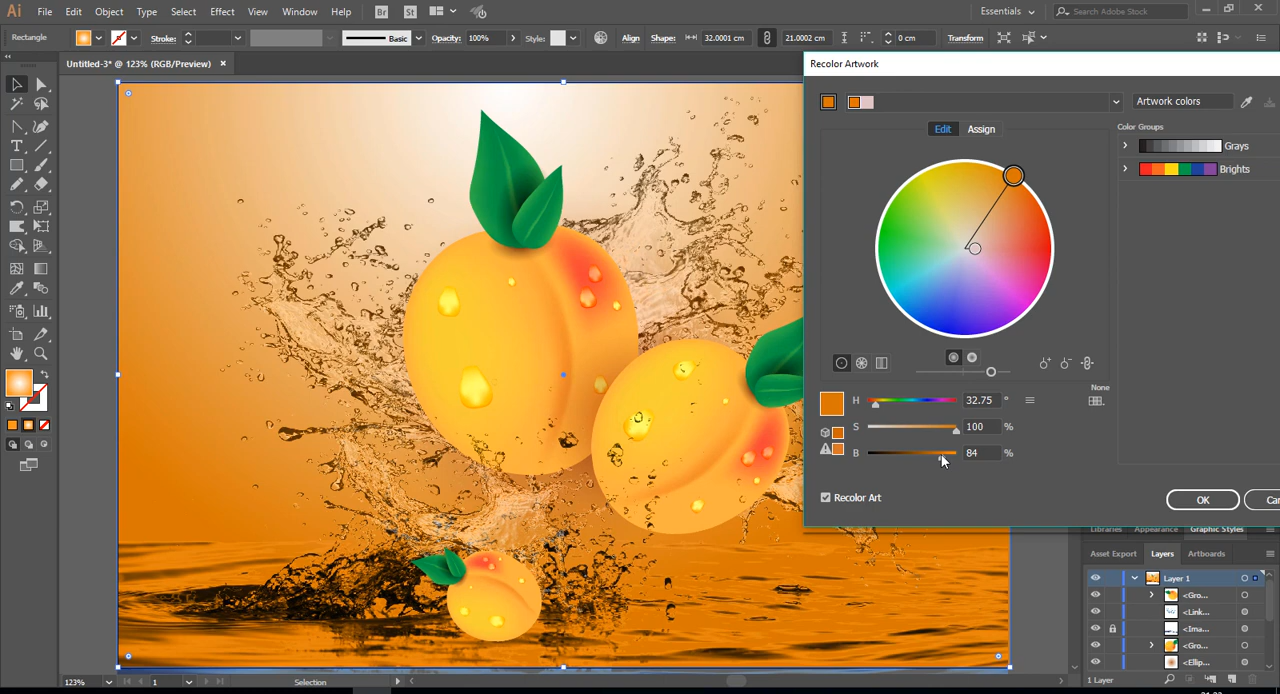 Ai File Edit Object Type Select Effect View Window Help Br St Essentials Search Adobe Stock
Rectangle Stroke: Basic Opacity: 100% Style: Align Shape: 32.0001 cm 21.0002 cm 0 cm Transform
Untitled-3* @ 123% (RGB/Preview) ×
Recolor Artwork
Artwork colors
Edit Assign
Color Groups
Grays
Brights
None
H 32.75 °
S 100 %
B 84 %
Recolor Art
OK Can
Libraries Appearance Graphic Styles
Asset Export Layers Artboards
Layer 1
<Gro...
<Link...
<Ima...
<Gro...
<Ellip...
1 Layer
123% 1 Selection